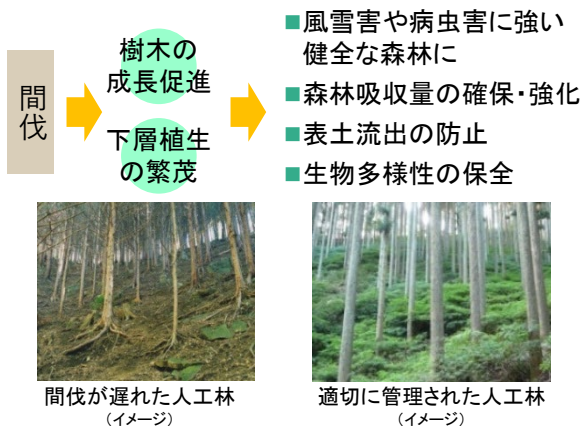 間伐
樹木の
成長促進
下層植生
の繁茂
■風雪害や病虫害に強い
健全な森林に
■森林吸収量の確保・強化
■表土流出の防止
■生物多様性の保全
間伐が遅れた人工林
（イメージ）
適切に管理された人工林
（イメージ）